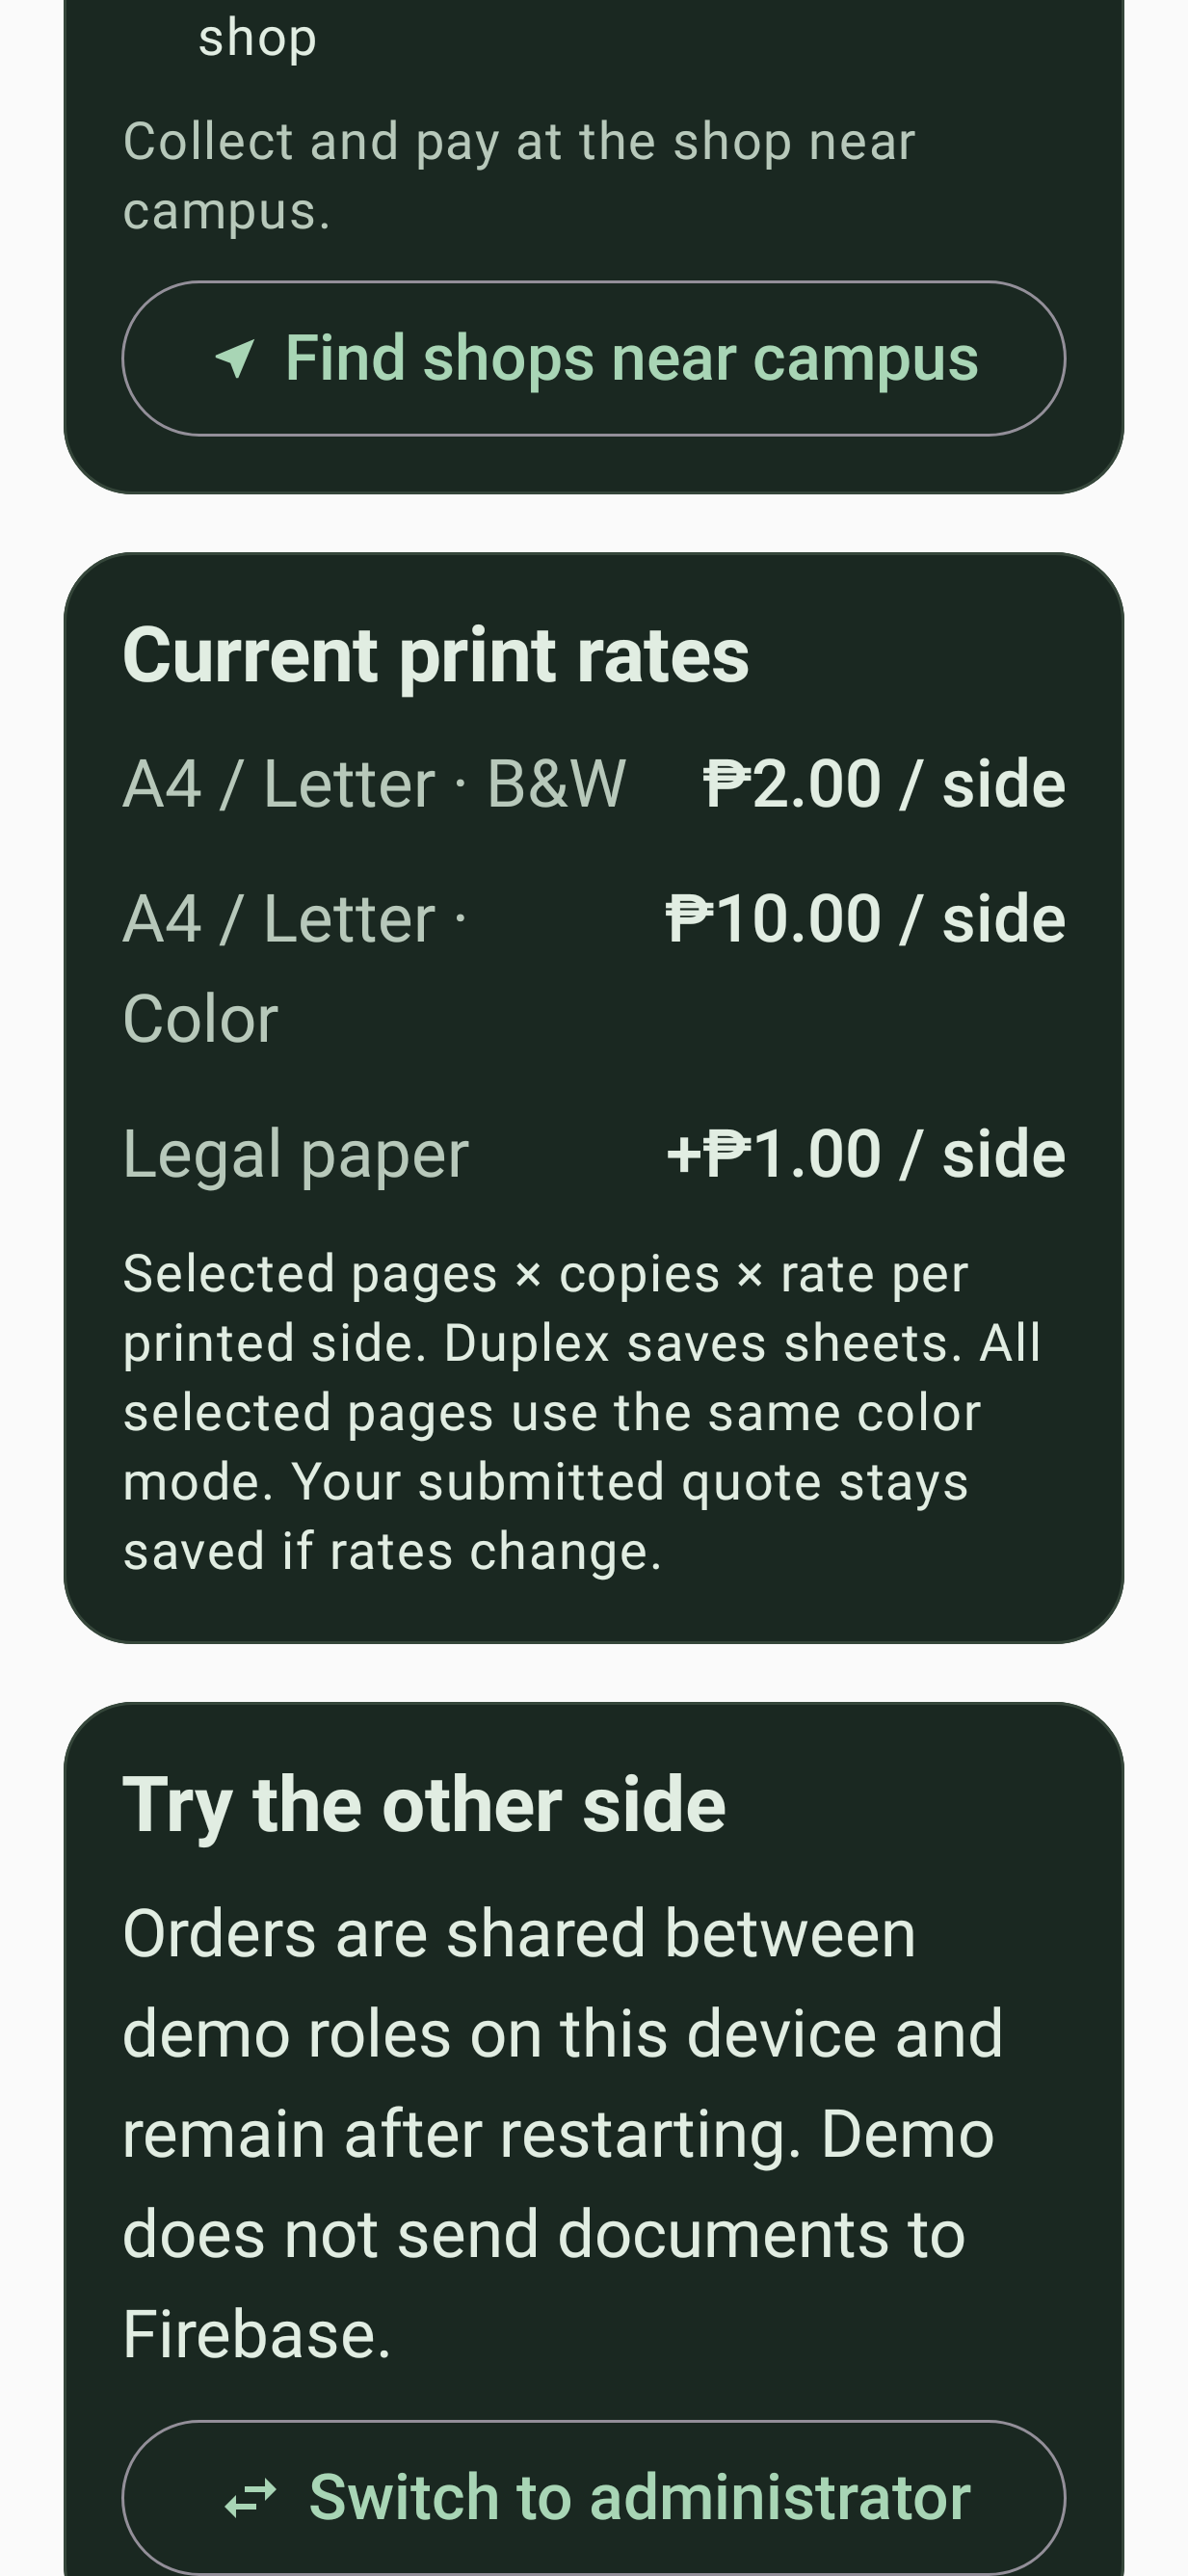 shop
Collect and pay at the shop near
campus.
Find shops near campus
Current print rates
A4 / Letter · B&W ₱2.00 / side
A4 / Letter · ₱10.00 / side
Color
Legal paper +₱1.00 / side
Selected pages × copies × rate per
printed side. Duplex saves sheets. All
selected pages use the same color
mode. Your submitted quote stays
saved if rates change.
Try the other side
Orders are shared between
demo roles on this device and
remain after restarting. Demo
does not send documents to
Firebase.
Switch to administrator